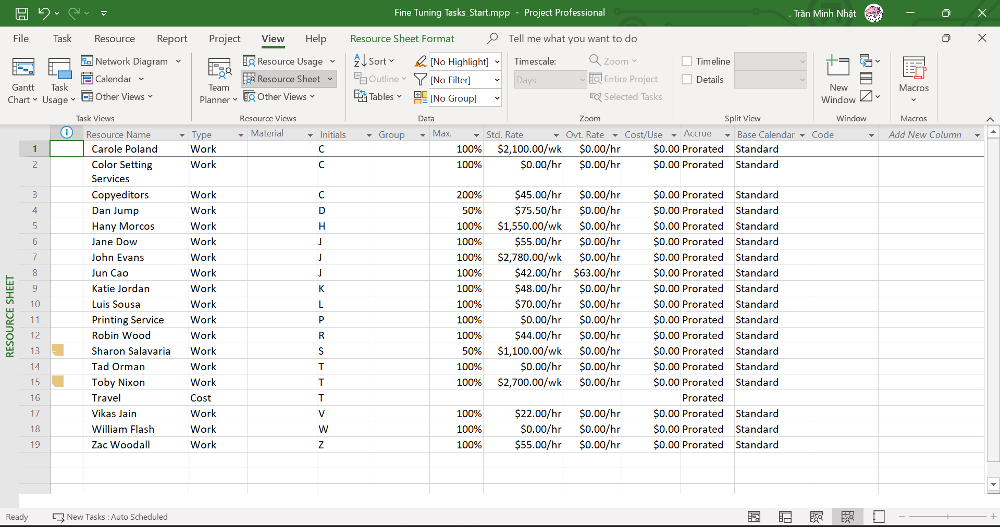 Fine Tuning Tasks_Start.mpp - Project Professional
. Trần Minh Nhật
File Task Resource Report Project View Help Resource Sheet Format Tell me what you want to do
Gantt Chart
Task Usage
Network Diagram
Calendar
Other Views
Task Views
Team Planner
Resource Usage
Resource Sheet
Other Views
Resource Views
Sort
Outline
Tables
[No Highlight]
[No Filter]
[No Group]
Data
Timescale:
Days
Zoom
Entire Project
Selected Tasks
Zoom
Timeline
Details
Split View
New Window
Window
Macros
Macros
Resource Name Type Material Initials Group Max. Std. Rate Ovt. Rate Cost/Use Accrue Base Calendar Code Add New Column
1 Carole Poland Work C 100% $2,100.00/wk $0.00/hr $0.00 Prorated Standard
2 Color Setting Work C 100% $0.00/hr $0.00/hr $0.00 Prorated Standard
Services
3 Copyeditors Work C 200% $45.00/hr $0.00/hr $0.00 Prorated Standard
4 Dan Jump Work D 50% $75.50/hr $0.00/hr $0.00 Prorated Standard
5 Hany Morcos Work H 100% $1,550.00/wk $0.00/hr $0.00 Prorated Standard
6 Jane Dow Work J 100% $55.00/hr $0.00/hr $0.00 Prorated Standard
7 John Evans Work J 100% $2,780.00/wk $0.00/hr $0.00 Prorated Standard
8 Jun Cao Work J 100% $42.00/hr $63.00/hr $0.00 Prorated Standard
9 Katie Jordan Work K 100% $48.00/hr $0.00/hr $0.00 Prorated Standard
10 Luis Sousa Work L 100% $70.00/hr $0.00/hr $0.00 Prorated Standard
11 Printing Service Work P 100% $0.00/hr $0.00/hr $0.00 Prorated Standard
12 Robin Wood Work R 100% $44.00/hr $0.00/hr $0.00 Prorated Standard
13 Sharon Salavaria Work S 50% $1,100.00/wk $0.00/hr $0.00 Prorated Standard
14 Tad Orman Work T 100% $0.00/hr $0.00/hr $0.00 Prorated Standard
15 Toby Nixon Work T 100% $2,700.00/wk $0.00/hr $0.00 Prorated Standard
16 Travel Cost T Prorated
17 Vikas Jain Work V 100% $22.00/hr $0.00/hr $0.00 Prorated Standard
18 William Flash Work W 100% $0.00/hr $0.00/hr $0.00 Prorated Standard
19 Zac Woodall Work Z 100% $55.00/hr $0.00/hr $0.00 Prorated Standard
RESOURCE SHEET
Ready New Tasks : Auto Scheduled